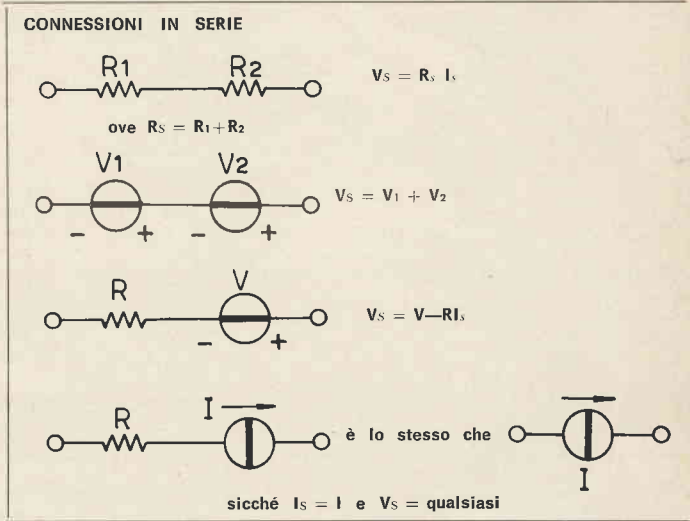 CONNESSIONI IN SERIE
R1 R2
Vs = Rs Is
ove Rs = R1+R2
V1 V2
Vs = V1 + V2
- + - +
R V
Vs = V—RIs
- +
R I
è lo stesso che
I
sicché Is = I e Vs = qualsiasi